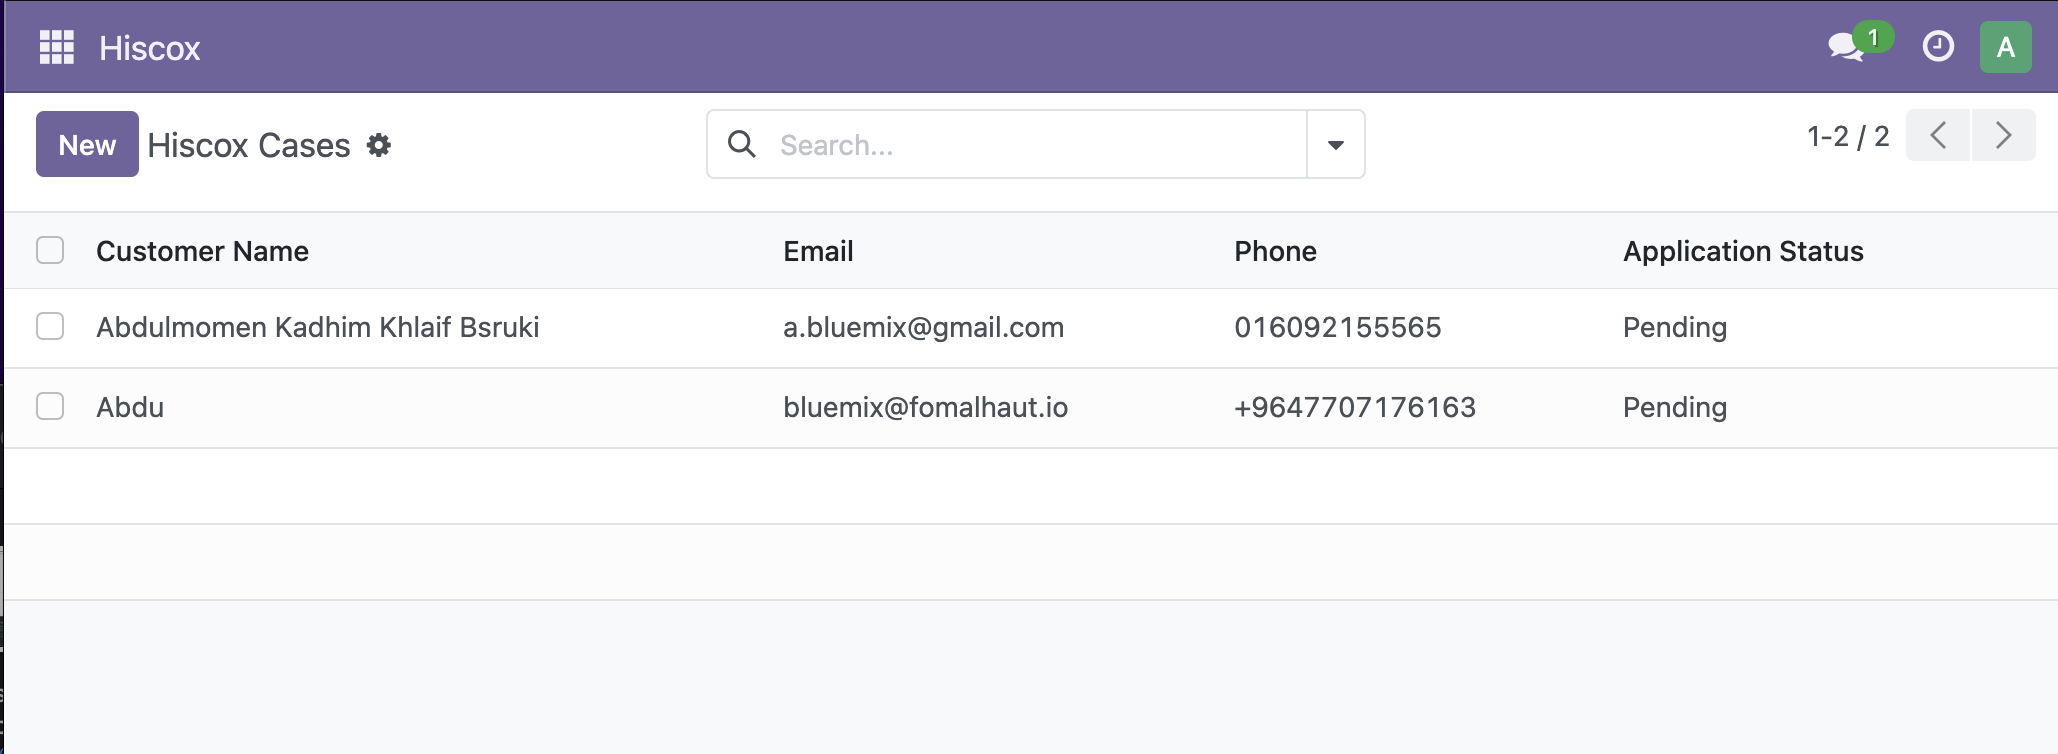 Hiscox 1 A
New Hiscox Cases Search... 1-2 / 2
Customer Name Email Phone Application Status
Abdulmomen Kadhim Khlaif Bsruki a.bluemix@gmail.com 016092155565 Pending
Abdu bluemix@fomalhaut.io +9647707176163 Pending